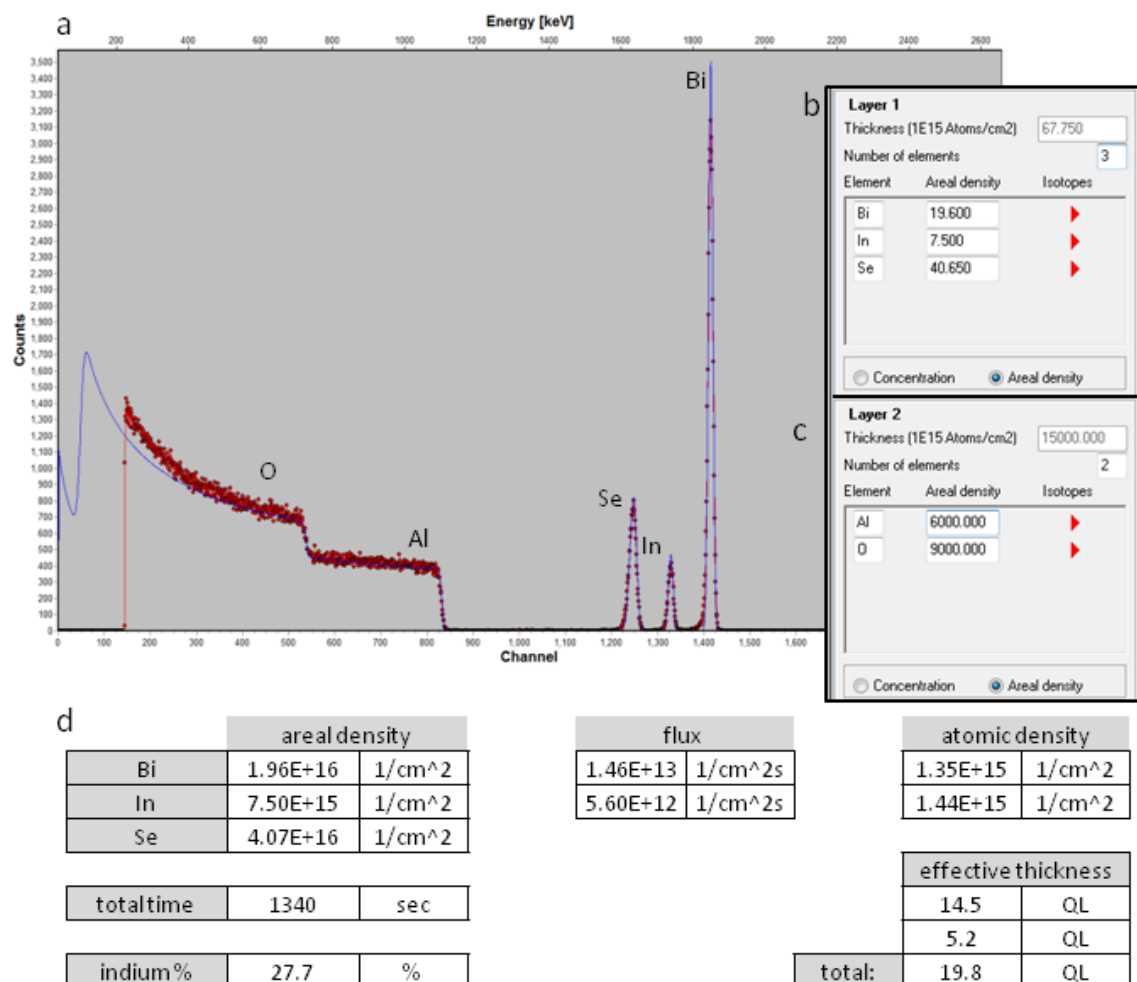 a
Energy [keV]
200 400 600 800 1000 1200 1400 1600 1800 2000 2200 2400 2600
3,500
3,400
3,300
3,200
3,100
3,000
2,900
2,800
2,700
2,600
2,500
2,400
2,300
2,200
2,100
2,000
1,900
1,800
1,700
1,600
1,500
1,400
1,300
1,200
1,100
1,000
900
800
700
600
500
400
300
200
100
0
Counts
O
Al
Se
In
Bi
0 100 200 300 400 500 600 700 800 900 1,000 1,100 1,200 1,300 1,400 1,500 1,600
Channel
b
Layer 1
Thickness (1E15 Atoms/cm2) 67.750
Number of elements 3
Element Areal density Isotopes
Bi 19.600
In 7.500
Se 40.650
Concentration Areal density
c
Layer 2
Thickness (1E15 Atoms/cm2) 15000.000
Number of elements 2
Element Areal density Isotopes
Al 6000.000
O 9000.000
Concentration Areal density
d
areal density
Bi 1.96E+16 1/cm^2
In 7.50E+15 1/cm^2
Se 4.07E+16 1/cm^2
total time 1340 sec
indium % 27.7 %
flux
1.46E+13 1/cm^2s
5.60E+12 1/cm^2s
atomic density
1.35E+15 1/cm^2
1.44E+15 1/cm^2
effective thickness
14.5 QL
5.2 QL
total: 19.8 QL